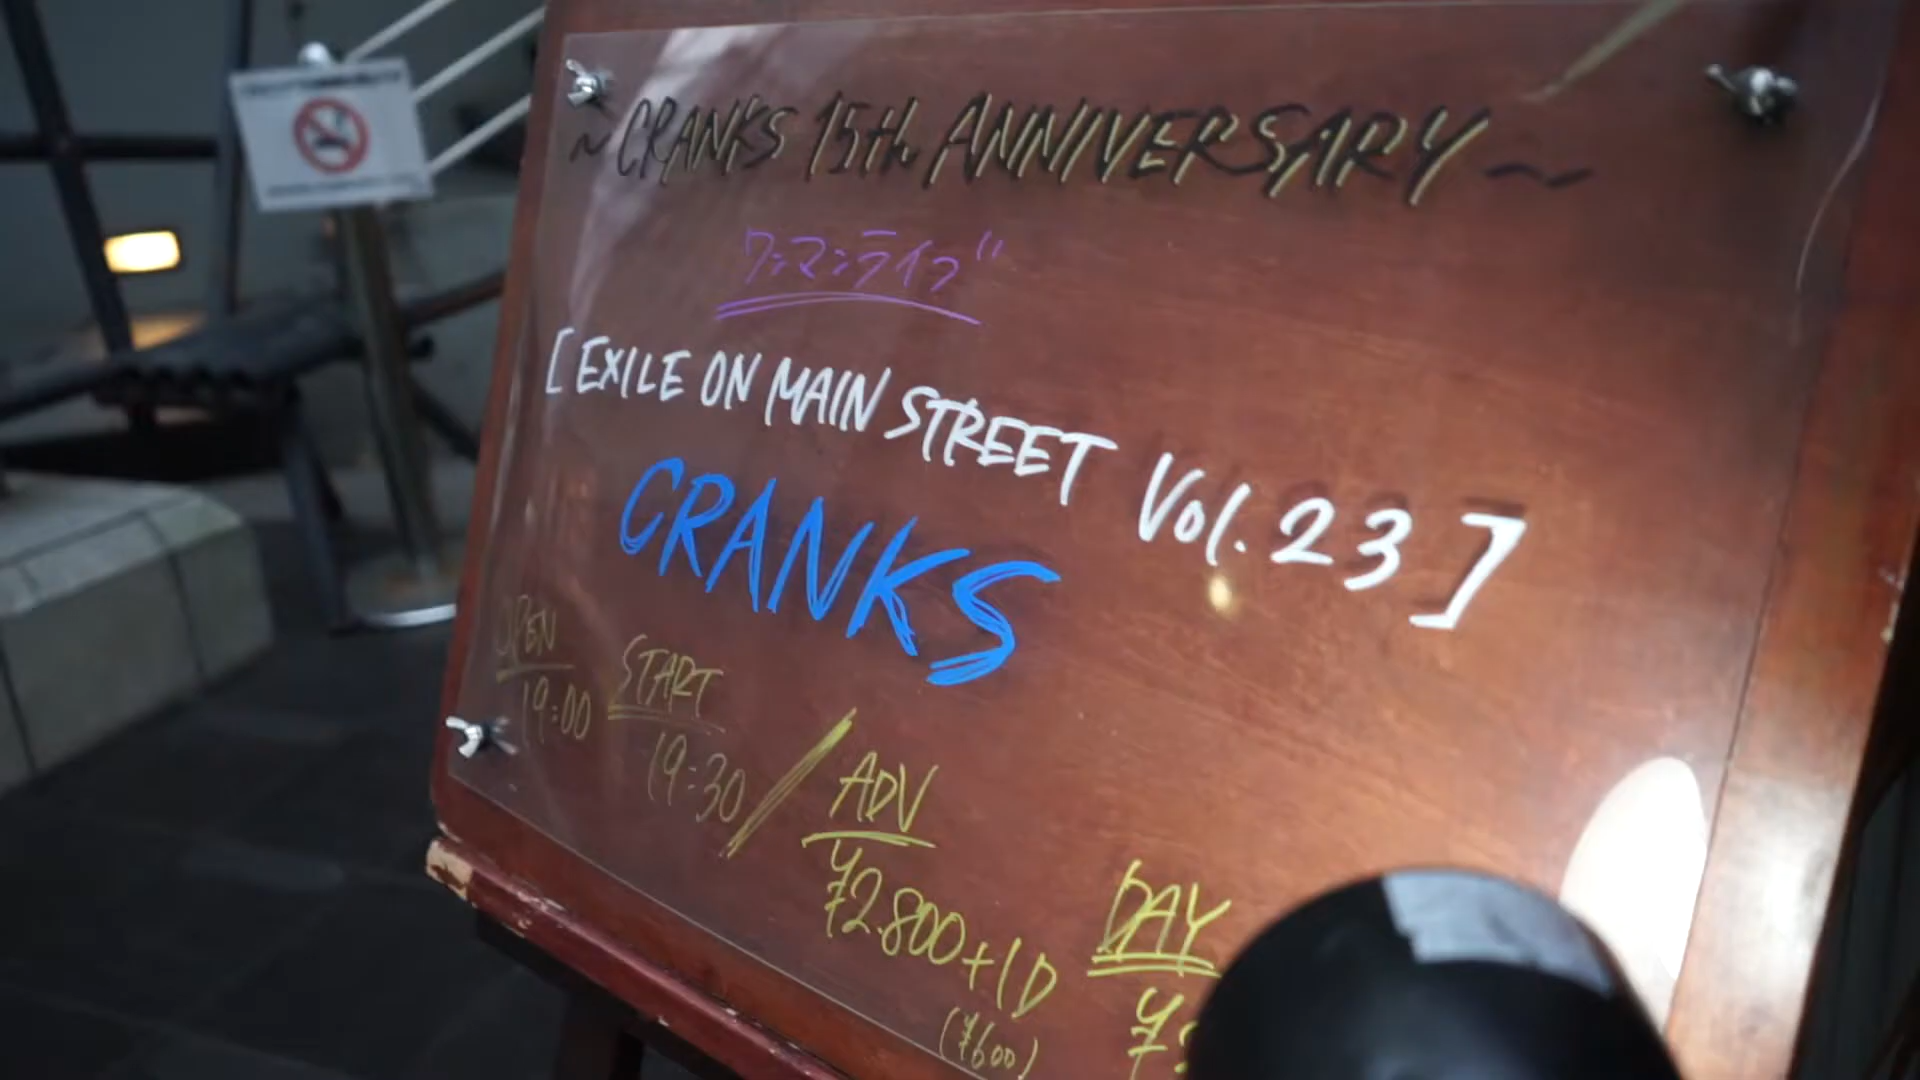 ~CRANKS 15th ANNIVERSARY~
ワンマンライブ
[EXILE ON MAIN STREET Vol.23]
CRANKS
OPEN START
19:00 19:30 / ADV DAY
¥2.800+1D ¥
(¥600)